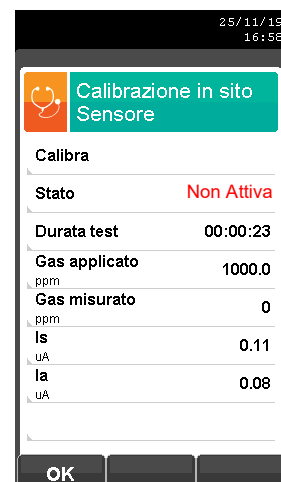 25/11/19
16:58
Calibrazione in sito
Sensore
Calibra
Stato Non Attiva
Durata test 00:00:23
Gas applicato 1000.0
ppm
Gas misurato 0
ppm
Is 0.11
uA
Ia 0.08
uA
OK